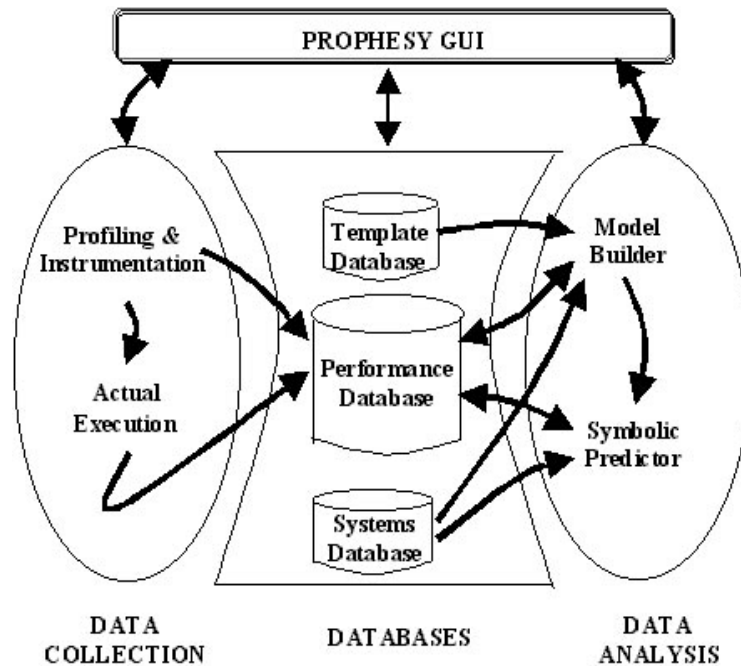 PROPHESY GUI
Profiling &
Instrumentation
Actual
Execution
Template
Database
Performance
Database
Systems
Database
Model
Builder
Symbolic
Predictor
DATA
COLLECTION
DATABASES
DATA
ANALYSIS